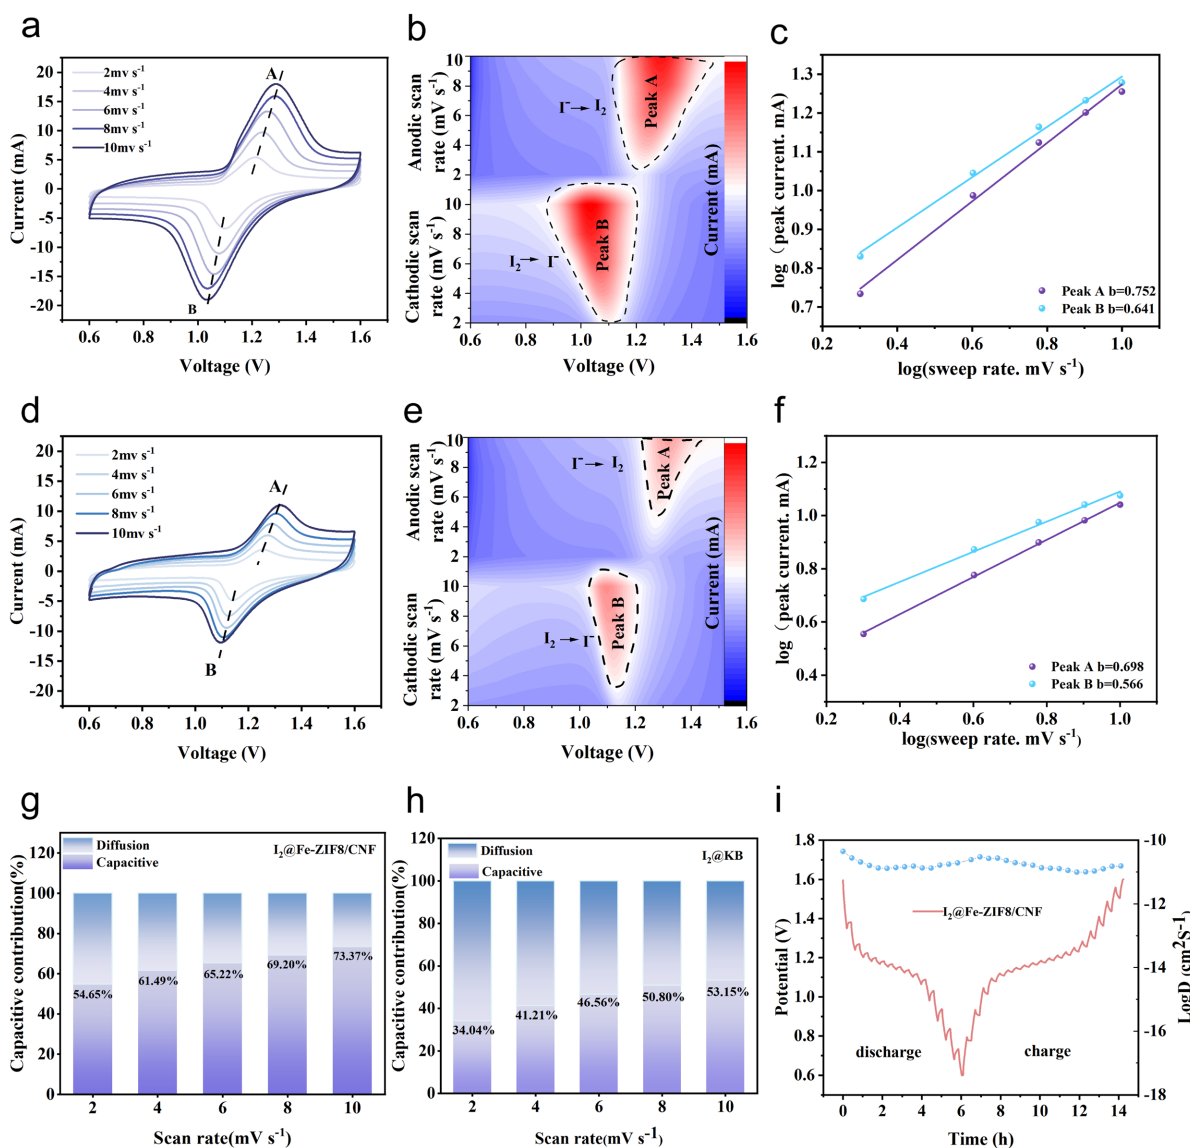 a
20
15
10
5
0
-5
-10
-15
-20
Current (mA)
2mv s⁻¹
4mv s⁻¹
6mv s⁻¹
8mv s⁻¹
10mv s⁻¹
A
B
0.6 0.8 1.0 1.2 1.4 1.6
Voltage (V)
b
Anodic scan
rate (mV s⁻¹)
Cathodic scan
rate (mV s⁻¹)
10
8
6
4
2
10
8
6
4
2
I⁻ → I₂
Peak A
I₂ → I⁻
Peak B
Current (mA)
0.6 0.8 1.0 1.2 1.4
Voltage (V)
c
log（peak current. mA)
1.3
1.2
1.0
0.8
0.7
Peak A b=0.752
Peak B b=0.641
0.2 0.4 0.6 0.8 1.0
log(sweep rate. mV s⁻¹)
d
20
15
10
5
0
-5
-10
-15
-20
Current (mA)
2mv s⁻¹
4mv s⁻¹
6mv s⁻¹
8mv s⁻¹
10mv s⁻¹
A
B
0.6 0.8 1.0 1.2 1.4 1.6
Voltage (V)
e
Anodic scan
rate (mV s⁻¹)
Cathodic scan
rate (mV s⁻¹)
10
8
6
4
2
10
8
6
4
2
I⁻ → I₂
Peak A
I₂ → I⁻
Peak B
Current (mA)
0.6 0.8 1.0 1.2 1.4
Voltage (V)
f
log（peak current. mA)
1.2
1.0
0.8
0.6
0.4
Peak A b=0.698
Peak B b=0.566
0.2 0.4 0.6 0.8 1.0
log(sweep rate. mV s⁻¹)
g
Capacitive contribution(%)
120
100
80
60
40
20
0
Diffusion
Capacitive
I₂@Fe-ZIF8/CNF
54.65% 61.49% 65.22% 69.20% 73.37%
2 4 6 8 10
Scan rate(mV s⁻¹)
h
Capacitive contribution(%)
120
100
80
60
40
20
0
Diffusion
Capacitive
I₂@KB
34.04% 41.21% 46.56% 50.80% 53.15%
2 4 6 8 10
Scan rate(mV s⁻¹)
i
Potential (V)
1.8
1.6
1.4
1.2
1.0
0.8
0.6
I₂@Fe-ZIF8/CNF
discharge
charge
-10
-12
-14
-16
-18
LogD (cm²S⁻¹)
0 2 4 6 8 10 12 14
Time (h)